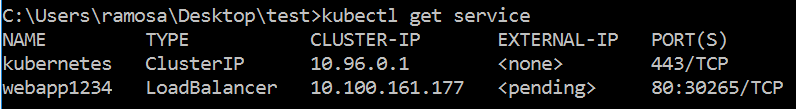 C:\Users\ramosa\Desktop\test>kubectl get service
NAME TYPE CLUSTER-IP EXTERNAL-IP PORT(S)
kubernetes ClusterIP 10.96.0.1 <none> 443/TCP
webapp1234 LoadBalancer 10.100.161.177 <pending> 80:30265/TCP